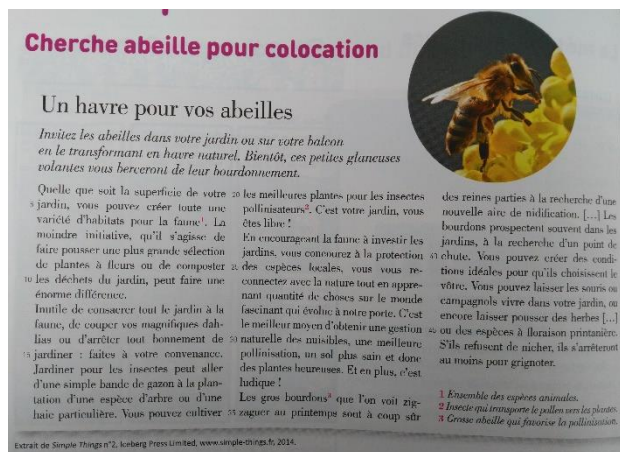 Cherche abeille pour colocation
Un havre pour vos abeilles
Invitez les abeilles dans votre jardin ou sur votre balcon
en le transformant en havre naturel. Bientôt, ces petites glaneuses
volantes vous berceront de leur bourdonnement.
Quelle que soit la superficie de votre
5 jardin, vous pouvez créer toute une
variété d'habitats pour la faune1. La
moindre initiative, qu'il s'agisse de
faire pousser une plus grande sélection
de plantes à fleurs ou de composter
10 les déchets du jardin, peut faire une
énorme différence.
Inutile de consacrer tout le jardin à la
faune, de couper vos magnifiques dah-
lias ou d'arrêter tout bonnement de
15 jardiner : faites à votre convenance.
Jardiner pour les insectes peut aller
d'une simple bande de gazon à la plan-
tation d'une espèce d'arbre ou d'une
haie particulière. Vous pouvez cultiver
20 les meilleures plantes pour les insectes
pollinisateurs2. C'est votre jardin, vous
êtes libre !
En encourageant la faune à investir les
jardins, vous concourez à la protection
25 des espèces locales, vous vous re-
connectez avec la nature tout en appre-
nant quantité de choses sur le monde
fascinant qui évolue à notre porte. C'est
le meilleur moyen d'obtenir une gestion
30 naturelle des nuisibles, une meilleure
pollinisation, un sol plus sain et donc
des plantes heureuses. Et en plus, c'est
ludique !
Les gros bourdons3 que l'on voit zig-
35 zaguer au printemps sont à coup sûr
des reines parties à la recherche d'une
nouvelle aire de nidification. [...] Les
bourdons prospectent souvent dans les
jardins, à la recherche d'un point de
chute. Vous pouvez créer des condi-
tions idéales pour qu'ils choisissent le
vôtre. Vous pouvez laisser les souris ou
campagnols vivre dans votre jardin, ou
encore laisser pousser des herbes [...]
ou des espèces à floraison printanière.
S'ils refusent de nicher, ils s'arrêteront
au moins pour grignoter.
1 Ensemble des espèces animales.
2 Insecte qui transporte le pollen vers les plantes.
3 Grosse abeille qui favorise la pollinisation.
Extrait de Simple Things n°2, Iceberg Press Limited, www.simple-things.fr, 2014.